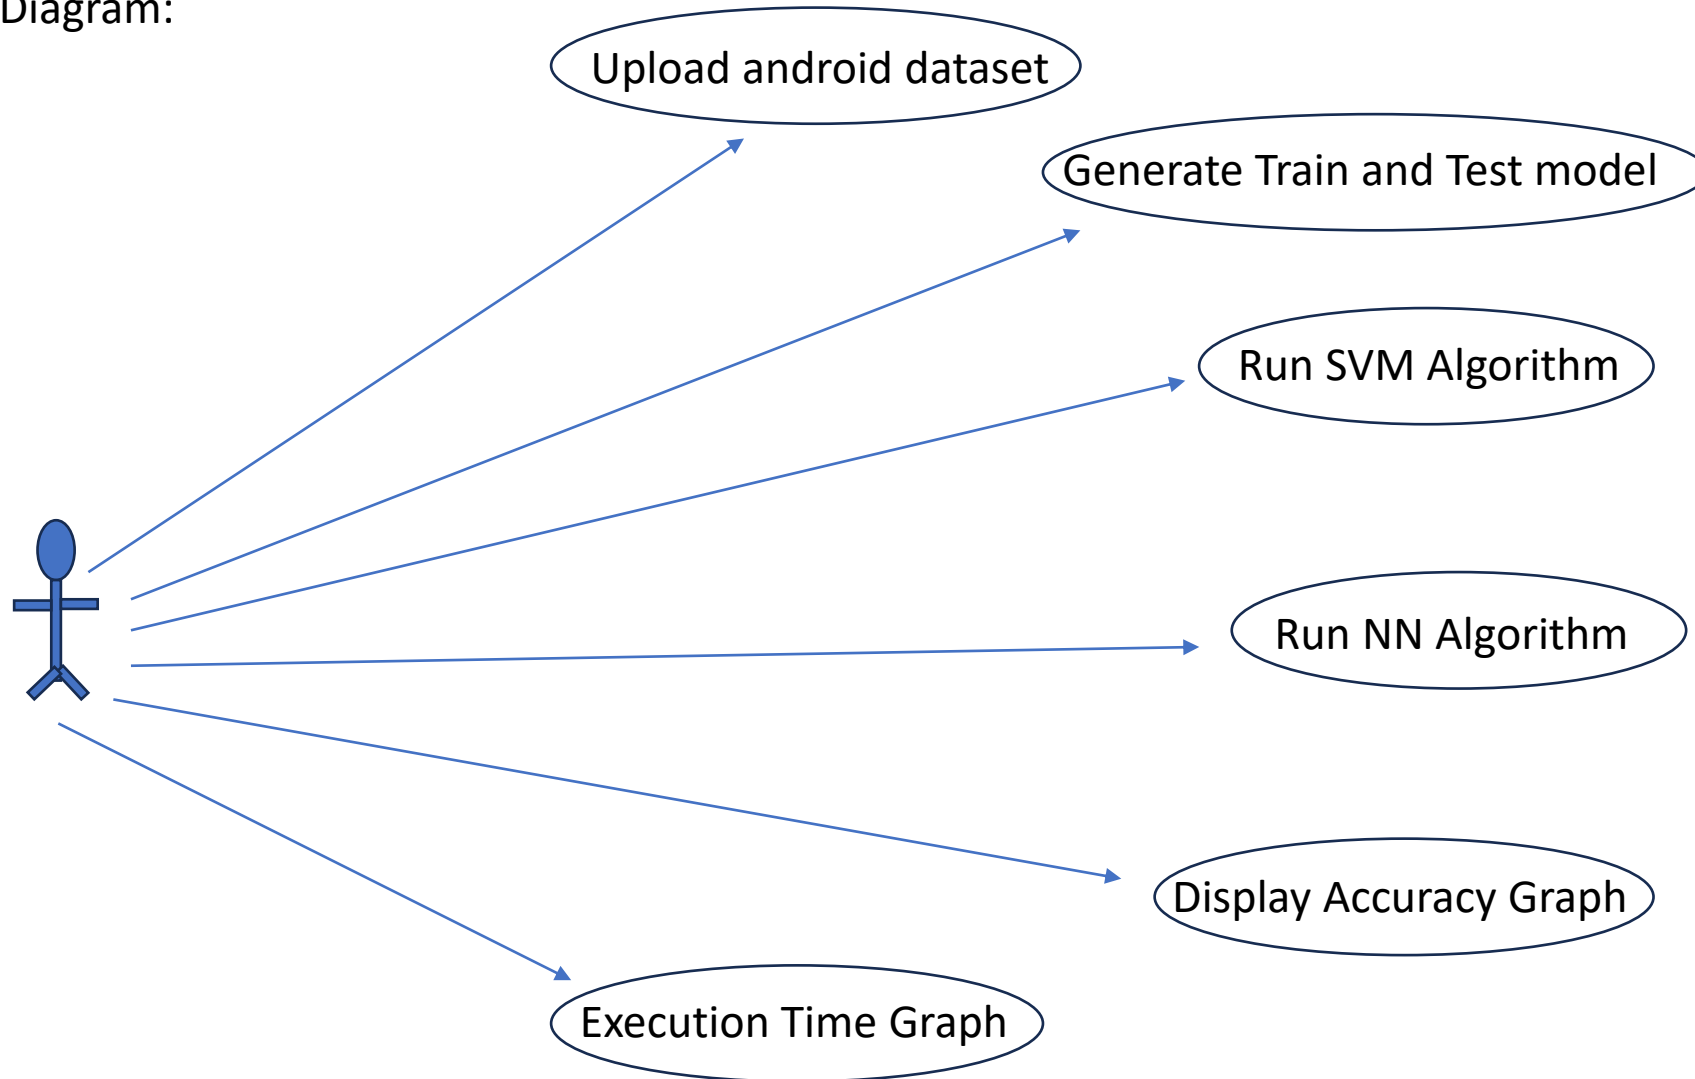 Diagram:
Upload android dataset
Generate Train and Test model
Run SVM Algorithm
Run NN Algorithm
Display Accuracy Graph
Execution Time Graph